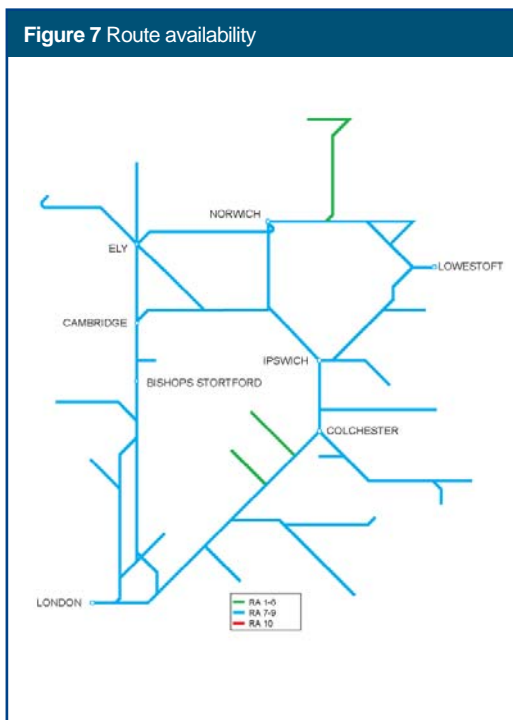 Figure 7 Route availability
NORWICH
ELY
LOWESTOFT
CAMBRIDGE
IPSWICH
BISHOPS STORTFORD
COLCHESTER
LONDON
RA 1-6
RA 7-9
RA 10